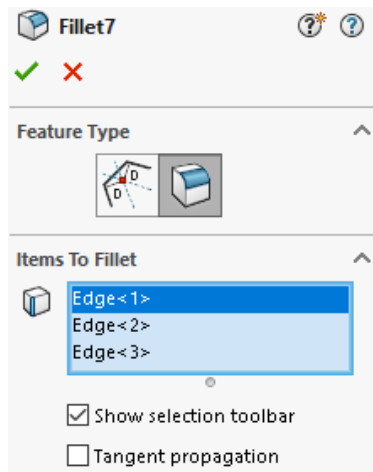 Fillet7
Feature Type
Items To Fillet
Edge<1>
Edge<2>
Edge<3>
Show selection toolbar
Tangent propagation